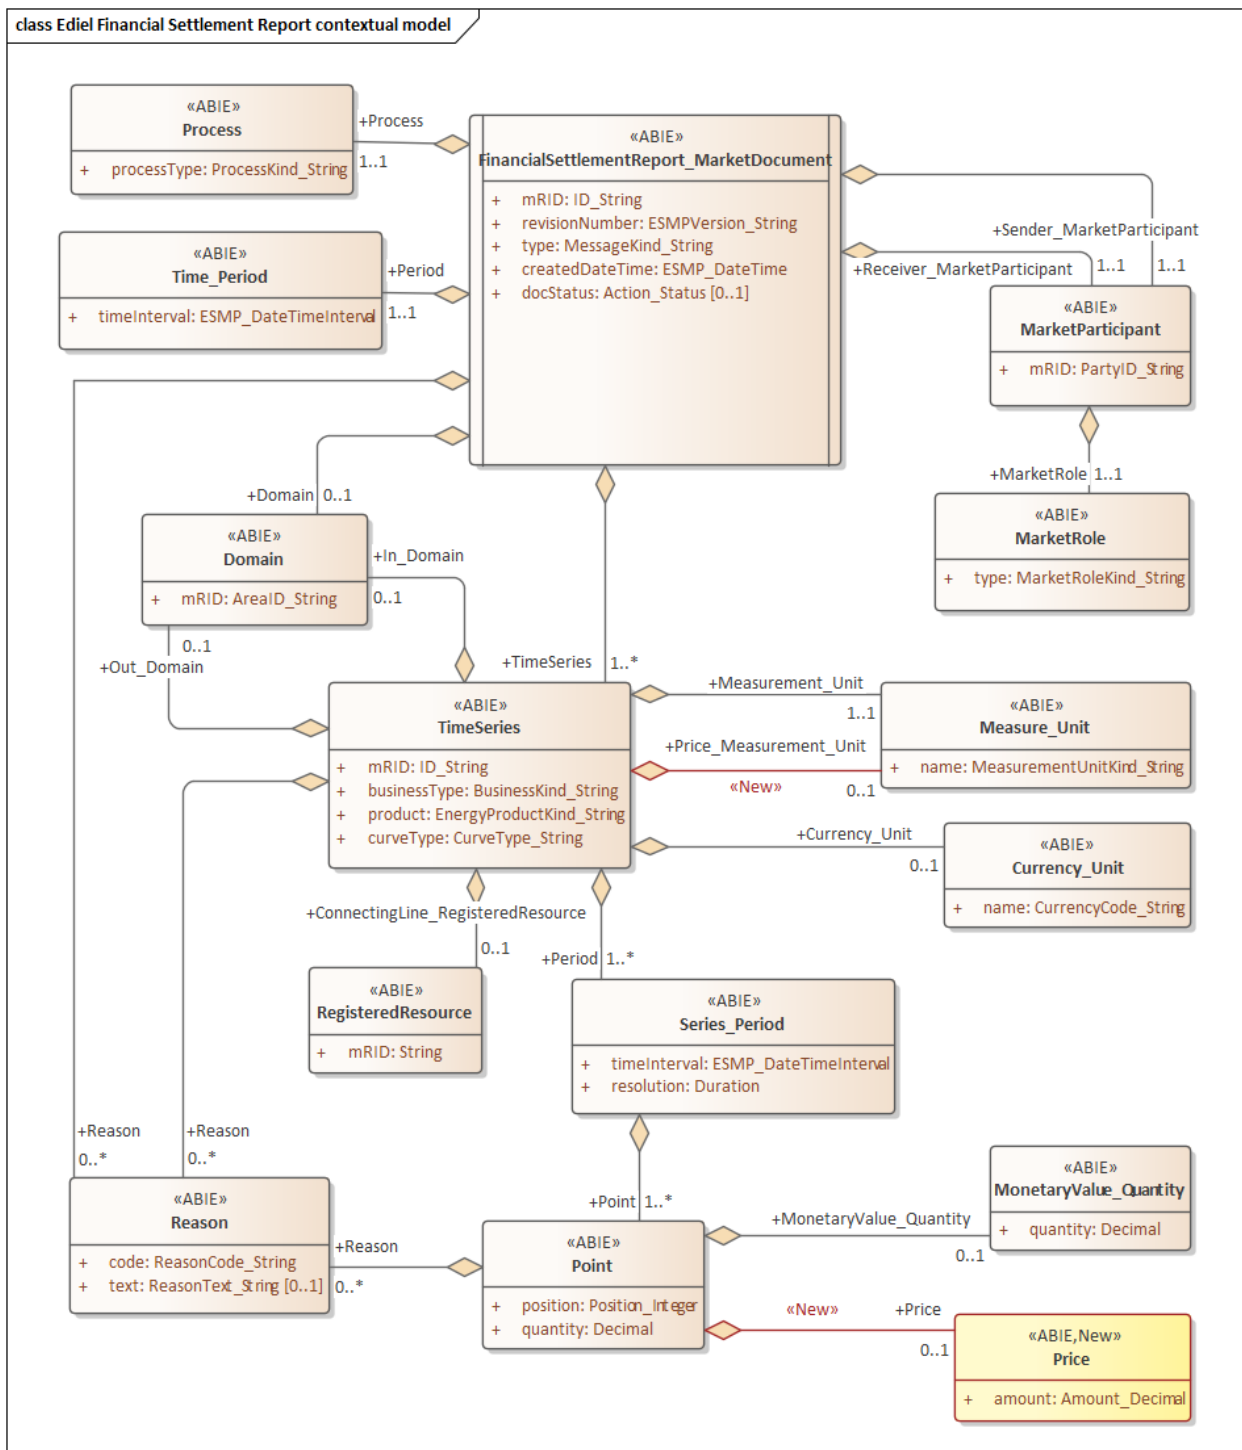 class Ediel Financial Settlement Report contextual model
«ABIE»
Process
+ processType: ProcessKind_String
+Process
1..1
«ABIE»
FinancialSettlementReport_MarketDocument
+ mRID: ID_String
+ revisionNumber: ESMPVersion_String
+ type: MessageKind_String
+ createdDateTime: ESMP_DateTime
+ docStatus: Action_Status [0..1]
«ABIE»
Time_Period
+ timeInterval: ESMP_DateTimeInterval
+Period
1..1
+Sender_MarketParticipant
1..1
+Receiver_MarketParticipant
1..1
«ABIE»
MarketParticipant
+ mRID: PartyID_String
+MarketRole
1..1
«ABIE»
MarketRole
+ type: MarketRoleKind_String
+Domain
0..1
«ABIE»
Domain
+ mRID: AreaID_String
+In_Domain
0..1
0..1
+Out_Domain
+TimeSeries
1..*
«ABIE»
TimeSeries
+ mRID: ID_String
+ businessType: BusinessKind_String
+ product: EnergyProductKind_String
+ curveType: CurveType_String
+Measurement_Unit
1..1
+Price_Measurement_Unit
«New»
0..1
«ABIE»
Measure_Unit
+ name: MeasurementUnitKind_String
+Currency_Unit
0..1
«ABIE»
Currency_Unit
+ name: CurrencyCode_String
+ConnectingLine_RegisteredResource
0..1
«ABIE»
RegisteredResource
+ mRID: String
+Period
1..*
«ABIE»
Series_Period
+ timeInterval: ESMP_DateTimeInterval
+ resolution: Duration
+Reason
0..*
+Reason
0..*
«ABIE»
Reason
+ code: ReasonCode_String
+ text: ReasonText_String [0..1]
+Reason
0..*
+Point
1..*
«ABIE»
Point
+ position: Position_Integer
+ quantity: Decimal
+MonetaryValue_Quantity
0..1
«ABIE»
MonetaryValue_Quantity
+ quantity: Decimal
«New»
+Price
0..1
«ABIE,New»
Price
+ amount: Amount_Decimal